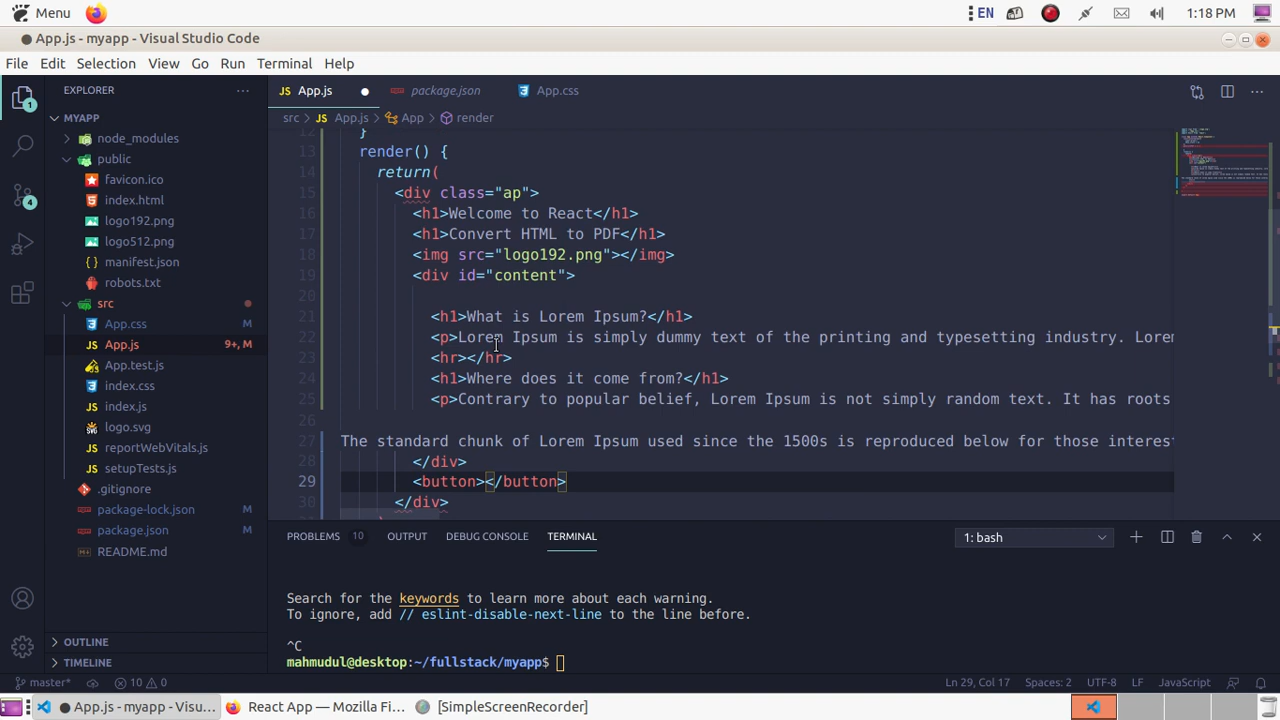 Menu
EN
1:18 PM
● App.js - myapp - Visual Studio Code
File Edit Selection View Go Run Terminal Help
EXPLORER
MYAPP
node_modules
public
favicon.ico
index.html
logo192.png
logo512.png
manifest.json
robots.txt
src
App.css M
App.js 9+, M
App.test.js
index.css
index.js
logo.svg
reportWebVitals.js
setupTests.js
.gitignore
package-lock.json
package.json
README.md
OUTLINE
TIMELINE
1
4
JS App.js ● package.json App.css
src > JS App.js > App > render
12 }
13 render() {
14 return(
15 <div class="ap">
16 <h1>Welcome to React</h1>
17 <h1>Convert HTML to PDF</h1>
18 <img src="logo192.png"></img>
19 <div id="content">
20
21 <h1>What is Lorem Ipsum?</h1>
22 <p>Lorem Ipsum is simply dummy text of the printing and typesetting industry. Lorem
23 <hr></hr>
24 <h1>Where does it come from?</h1>
25 <p>Contrary to popular belief, Lorem Ipsum is not simply random text. It has roots
26
27 The standard chunk of Lorem Ipsum used since the 1500s is reproduced below for those interest
28 </div>
29 <button></button>
30 </div>
PROBLEMS 10 OUTPUT DEBUG CONSOLE TERMINAL 1: bash
Search for the keywords to learn more about each warning.
To ignore, add // eslint-disable-next-line to the line before.
^C
mahmudul@desktop:~/fullstack/myapp$
master* 10 0 Ln 29, Col 17 Spaces: 2 UTF-8 LF JavaScript
● App.js - myapp - Visu... React App — Mozilla Fi... [SimpleScreenRecorder]